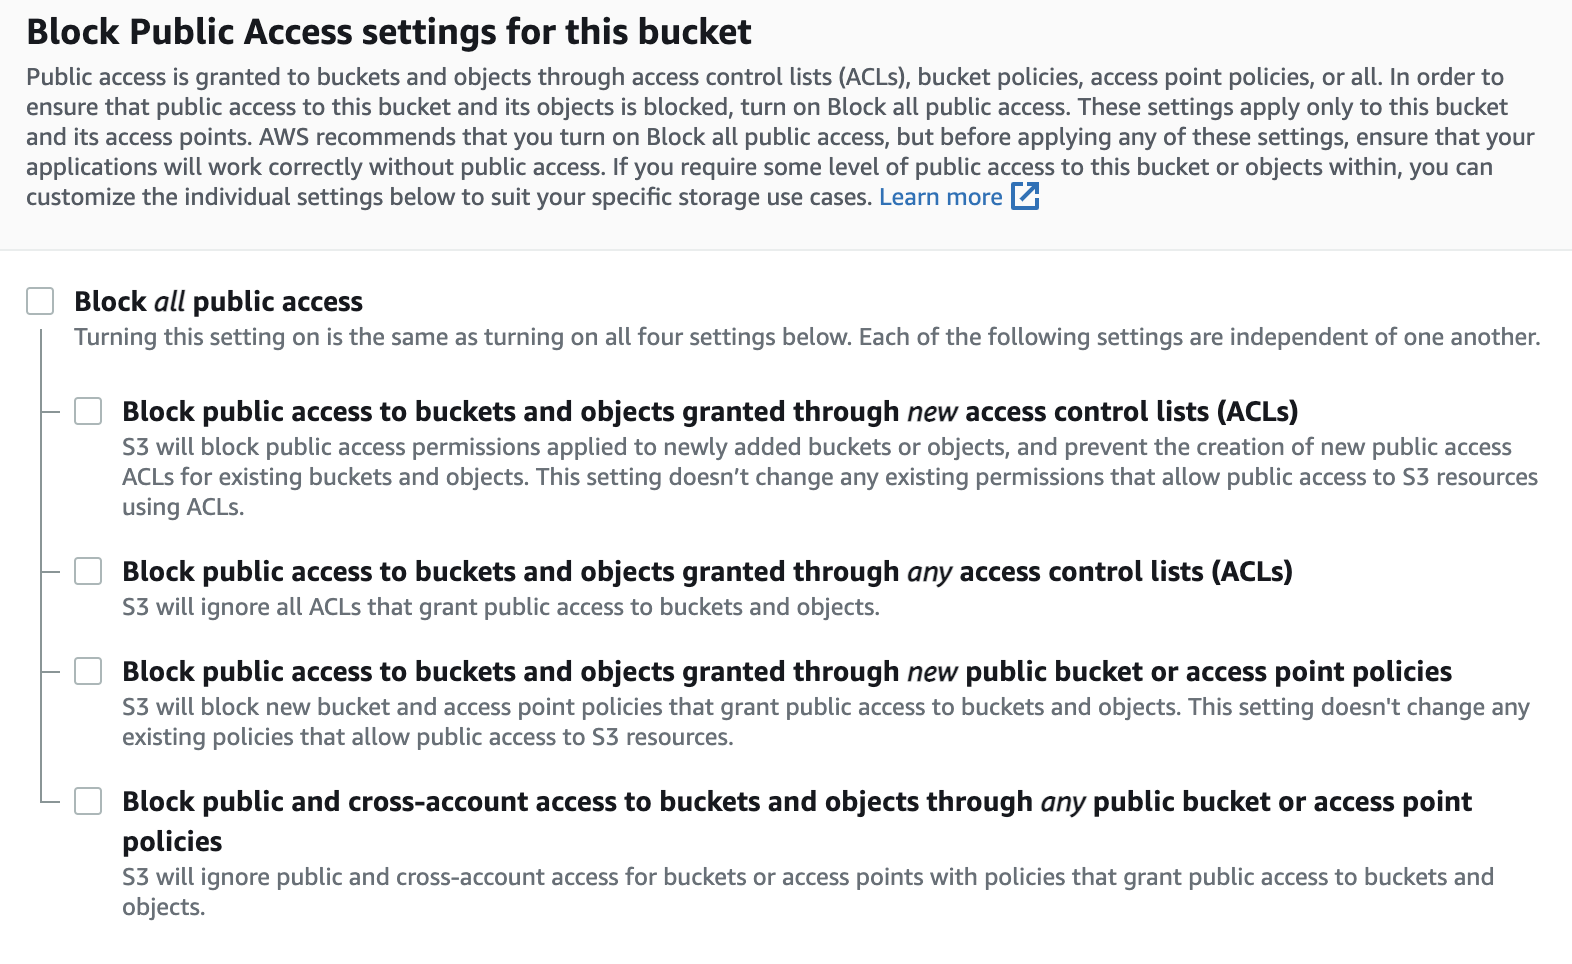 Block Public Access settings for this bucket
Public access is granted to buckets and objects through access control lists (ACLs), bucket policies, access point policies, or all. In order to
ensure that public access to this bucket and its objects is blocked, turn on Block all public access. These settings apply only to this bucket
and its access points. AWS recommends that you turn on Block all public access, but before applying any of these settings, ensure that your
applications will work correctly without public access. If you require some level of public access to this bucket or objects within, you can
customize the individual settings below to suit your specific storage use cases. Learn more
Block all public access
Turning this setting on is the same as turning on all four settings below. Each of the following settings are independent of one another.
Block public access to buckets and objects granted through new access control lists (ACLs)
S3 will block public access permissions applied to newly added buckets or objects, and prevent the creation of new public access
ACLs for existing buckets and objects. This setting doesn’t change any existing permissions that allow public access to S3 resources
using ACLs.
Block public access to buckets and objects granted through any access control lists (ACLs)
S3 will ignore all ACLs that grant public access to buckets and objects.
Block public access to buckets and objects granted through new public bucket or access point policies
S3 will block new bucket and access point policies that grant public access to buckets and objects. This setting doesn't change any
existing policies that allow public access to S3 resources.
Block public and cross-account access to buckets and objects through any public bucket or access point
policies
S3 will ignore public and cross-account access for buckets or access points with policies that grant public access to buckets and
objects.